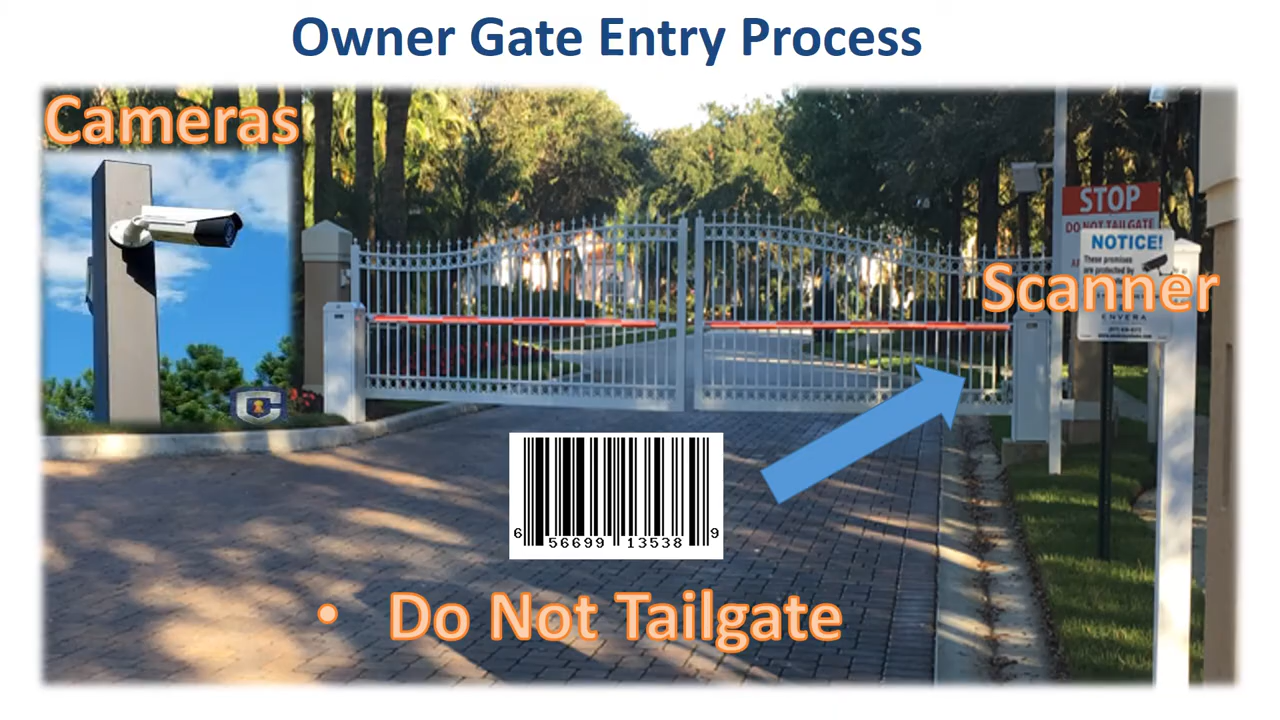 Owner Gate Entry Process
Cameras
STOP
DO NOT TAILGATE
NOTICE!
These premises
are protected by
Scanner
ENVERA
6 56699 13538 9
• Do Not Tailgate